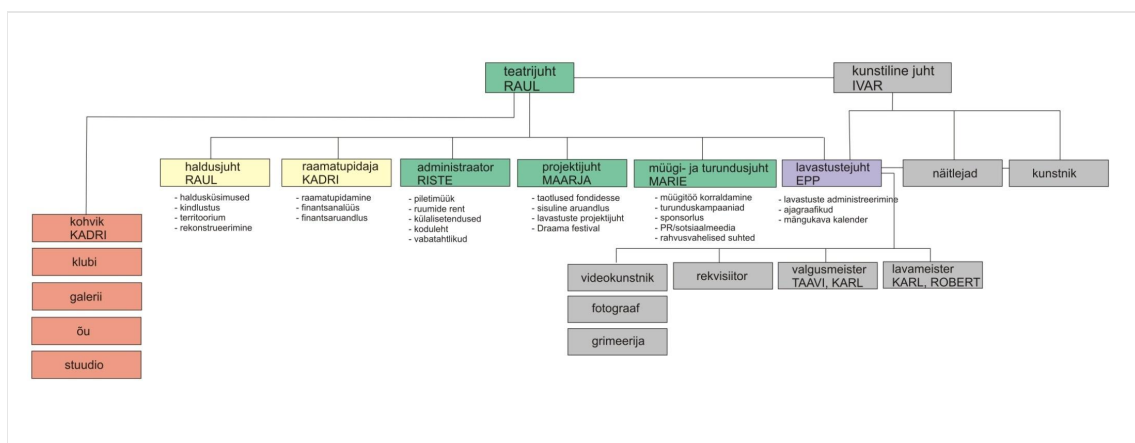 teatrijuht
RAUL
kunstiline juht
IVAR
haldusjuht
RAUL
- haldusküsimused
- kindlustus
- territoorium
- rekonstrueerimine
raamatupidaja
KADRI
- raamatupidamine
- finantsanalüüs
- finantsaruandlus
administraator
RISTE
- piletimüük
- ruumide rent
- külalisetendused
- koduleht
- vabatahtlikud
projektijuht
MAARJA
- taotlused fondidesse
- sisuline aruandlus
- lavastuste projektijuht
- Draama festival
müügi- ja turundusjuht
MARIE
- müügitöö korraldamine
- turunduskampaaniad
- sponsorlus
- PR/sotsiaalmeedia
- rahvusvahelised suhted
lavastustejuht
EPP
- lavastuste administreerimine
- ajagraafikud
- mängukava kalender
näitlejad
kunstnik
kohvik
KADRI
klubi
galerii
õu
stuudio
videokunstnik
fotograaf
grimeerija
rekvisiitor
valgusmeister
TAAVI, KARL
lavameister
KARL, ROBERT